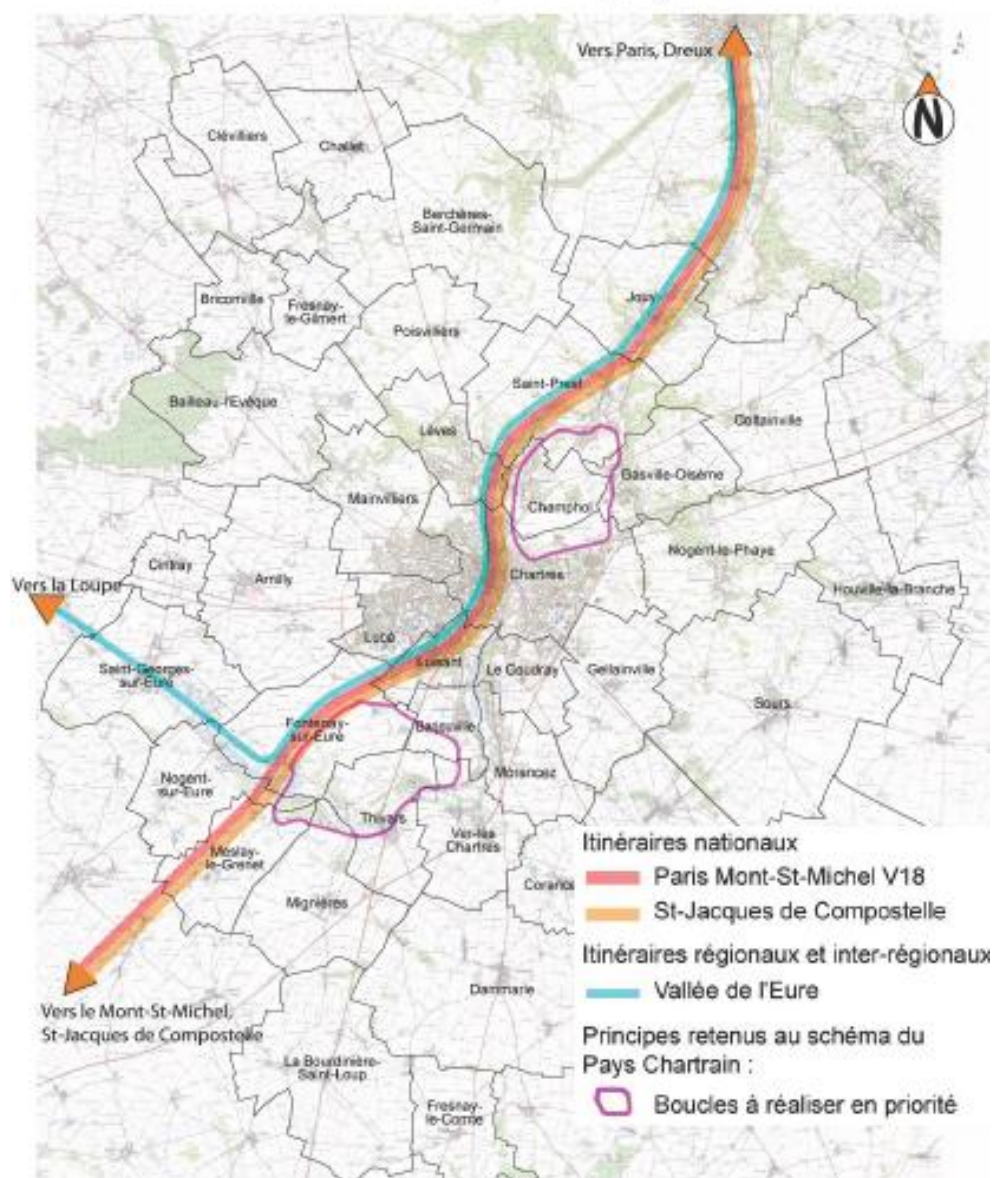 Vers Paris, Dreux
N
Clévilliers
Challet
Berchères-
Saint-Germain
Jouy
Briconville
Fresnay-
le-Gilmert
Poisvilliers
Saint-Prest
Bailleau-l'Evêque
Lèves
Coltainville
Gasville-Oisème
Mainvilliers
Champhol
Nogent-le-Phaye
Cintray
Amilly
Chartres
Houville-la-Branche
Vers la Loupe
Lucé
Luisant
Le Coudray
Gellainville
Saint-Georges-
sur-Eure
Sours
Fontenay-
sur-Eure
Barjouville
Nogent-
sur-Eure
Morancez
Thivars
Ver-lès
Chartres
Meslay-
le-Grenet
Mignières
Dammarie
Vers le Mont-St-Michel,
St-Jacques de Compostelle
La Bourdinière-
Saint-Loup
Fresnay-
le-Comte
Itinéraires nationaux
Paris Mont-St-Michel V18
St-Jacques de Compostelle
Itinéraires régionaux et inter-régionaux
Vallée de l'Eure
Principes retenus au schéma du
Pays Chartrain :
Boucles à réaliser en priorité